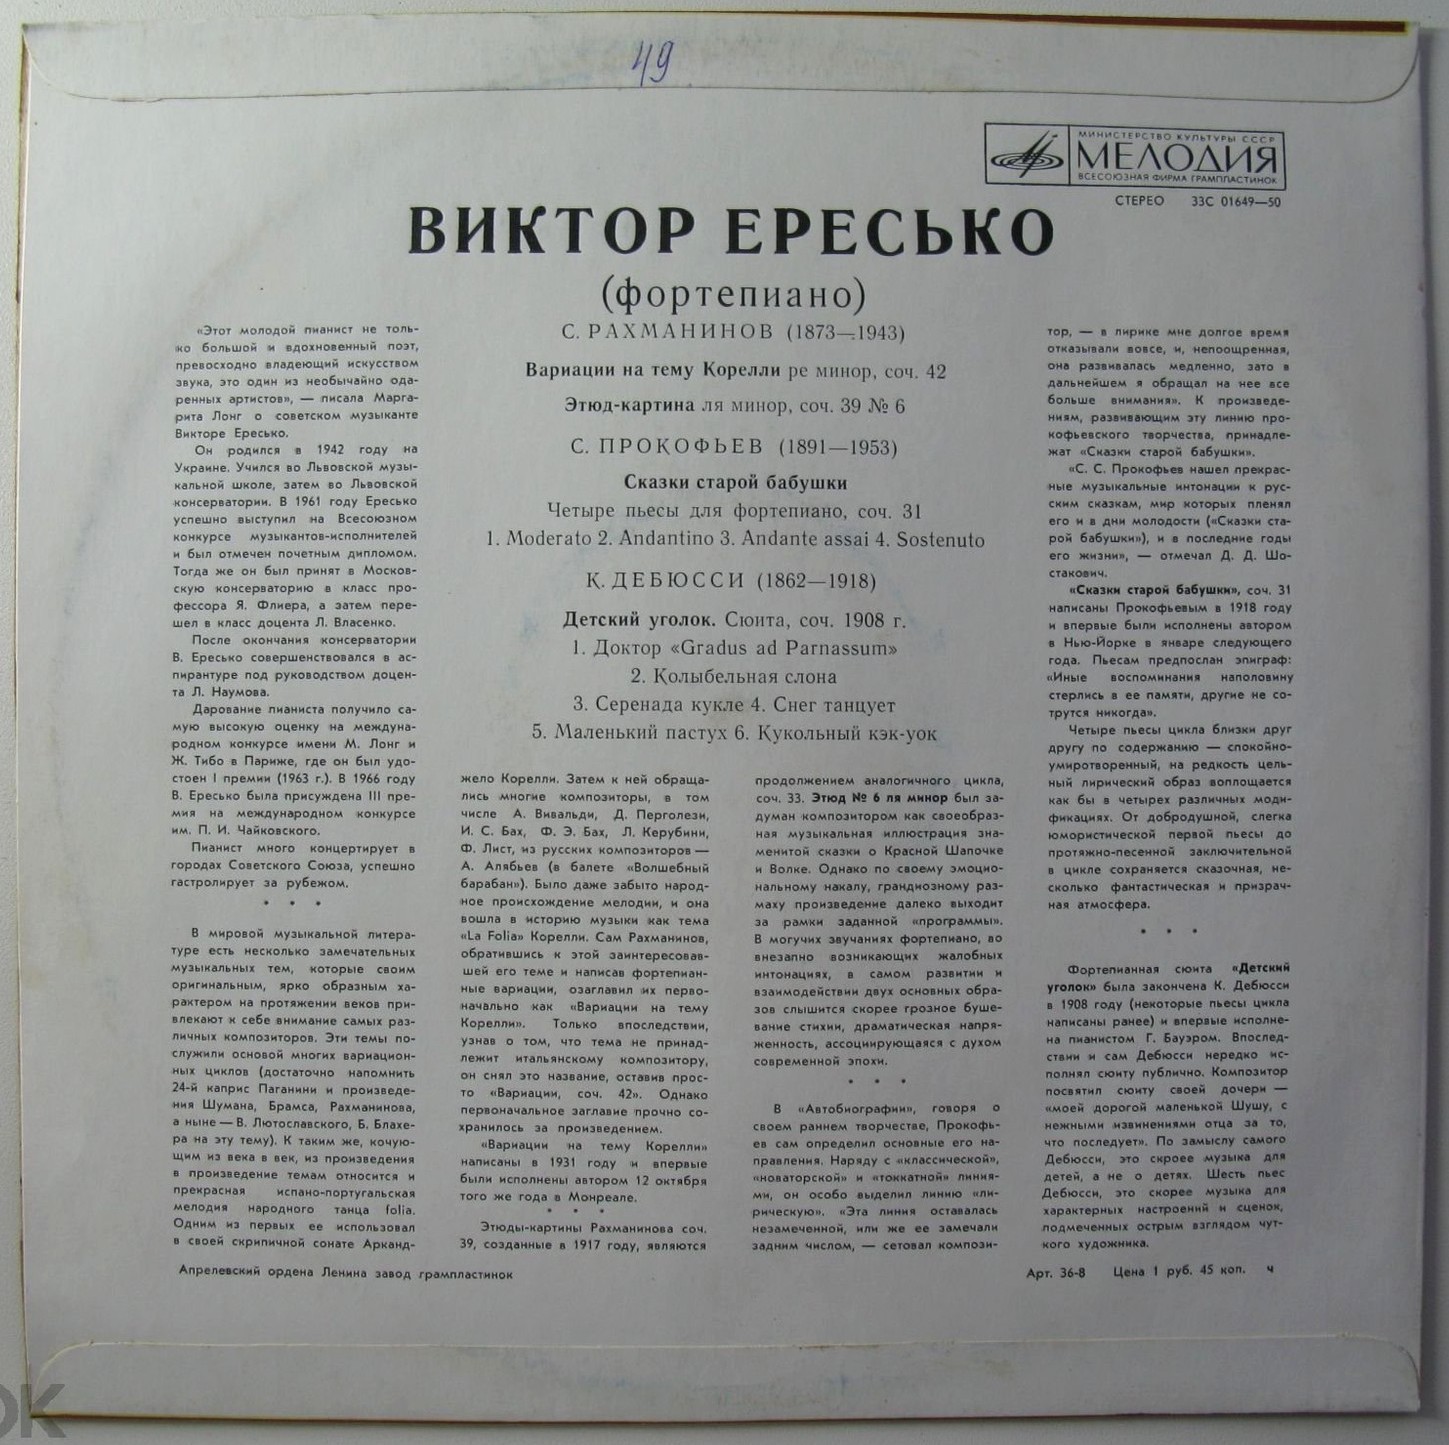 49
МИНИСТЕРСТВО КУЛЬТУРЫ СССР
МЕЛОДИЯ
ВСЕСОЮЗНАЯ ФИРМА ГРАМПЛАСТИНОК
СТЕРЕО 33С 01649—50
ВИКТОР ЕРЕСЬКО
(фортепиано)
С. РАХМАНИНОВ (1873—1943)
Вариации на тему Корелли ре минор, соч. 42
Этюд-картина ля минор, соч. 39 № 6
С. ПРОКОФЬЕВ (1891—1953)
Сказки старой бабушки
Четыре пьесы для фортепиано, соч. 31
1. Moderato 2. Andantino 3. Andante assai 4. Sostenuto
К. ДЕБЮССИ (1862—1918)
Детский уголок. Сюита, соч. 1908 г.
1. Доктор «Gradus ad Parnassum»
2. Колыбельная слона
3. Серенада кукле 4. Снег танцует
5. Маленький пастух 6. Кукольный кэк-уок
«Этот молодой пианист не толь-
ко большой и вдохновенный поэт,
превосходно владеющий искусством
звука, это один из необычайно ода-
ренных артистов», — писала Марга-
рита Лонг о советском музыканте
Викторе Ересько.
Он родился в 1942 году на
Украине. Учился во Львовской музы-
кальной школе, затем во Львовской
консерватории. В 1961 году Ересько
успешно выступил на Всесоюзном
конкурсе музыкантов-исполнителей
и был отмечен почетным дипломом.
Тогда же он был принят в Москов-
скую консерваторию в класс про-
фессора Я. Флиера, а затем пере-
шел в класс доцента Л. Власенко.
После окончания консерватории
В. Ересько совершенствовался в ас-
пирантуре под руководством доцен-
та Л. Наумова.
Дарование пианиста получило са-
мую высокую оценку на междуна-
родном конкурсе имени М. Лонг и
Ж. Тибо в Париже, где он был удо-
стоен I премии (1963 г.). В 1966 году
В. Ересько была присуждена III пре-
мия на международном конкурсе
им. П. И. Чайковского.
Пианист много концертирует в
городах Советского Союза, успешно
гастролирует за рубежом.
* * *
В мировой музыкальной литера-
туре есть несколько замечательных
музыкальных тем, которые своим
оригинальным, ярко образным ха-
рактером на протяжении веков при-
влекают к себе внимание самых раз-
личных композиторов. Эти темы по-
служили основой многих вариацион-
ных циклов (достаточно напомнить
24-й каприс Паганини и произведе-
ния Шумана, Брамса, Рахманинова,
а ныне — В. Лютославского, Б. Блахе-
ра на эту тему). К таким же, кочую-
щим из века в век, из произведения
в произведение темам относится и
прекрасная испано-португальская
мелодия народного танца folia.
Одним из первых ее использовал
в своей скрипичной сонате Арканд-
жело Корелли. Затем к ней обраща-
лись многие композиторы, в том
числе А. Вивальди, Д. Перголези,
И. С. Бах, Ф. Э. Бах, Л. Керубини,
Ф. Лист, из русских композиторов —
А. Алябьев (в балете «Волшебный
барабан»). Было даже забыто народ-
ное происхождение мелодии, и она
вошла в историю музыки как тема
«La Folia» Корелли. Сам Рахманинов,
обратившись к этой заинтересовав-
шей его теме и написав фортепиан-
ные вариации, озаглавил их перво-
начально как «Вариации на тему
Корелли». Только впоследствии,
узнав о том, что тема не принад-
лежит итальянскому композитору,
он снял это название, оставив прос-
то «Вариации, соч. 42». Однако
первоначальное заглавие прочно со-
хранилось за произведением.
«Вариации на тему Корелли»
написаны в 1931 году и впервые
были исполнены автором 12 октября
того же года в Монреале.
* * *
Этюды-картины Рахманинова соч.
39, созданные в 1917 году, являются
продолжением аналогичного цикла,
соч. 33. Этюд № 6 ля минор был за-
думан композитором как своеобраз-
ная музыкальная иллюстрация зна-
менитой сказки о Красной Шапочке
и Волке. Однако по своему эмоцио-
нальному накалу, грандиозному раз-
маху произведение далеко выходит
за рамки заданной «программы».
В могучих звучаниях фортепиано, во
внезапно возникающих жалобных
интонациях, в самом развитии и
взаимодействии двух основных обра-
зов слышится скорее грозное буше-
вание стихии, драматическая напря-
женность, ассоциирующаяся с духом
современной эпохи.
* * *
В «Автобиографии», говоря о
своем раннем творчестве, Прокофь-
ев сам определил основные его на-
правления. Наряду с «классической»,
«новаторской» и «токкатной» линия-
ми, он особо выделил линию «ли-
рическую». «Эта линия оставалась
незамеченной, или же ее замечали
задним числом, — сетовал компози-
тор, — в лирике мне долгое время
отказывали вовсе, и, непоощренная,
она развивалась медленно, зато в
дальнейшем я обращал на нее все
больше внимания». К произведе-
ниям, развивающим эту линию про-
кофьевского творчества, принадле-
жат «Сказки старой бабушки».
«С. С. Прокофьев нашел прекрас-
ные музыкальные интонации к рус-
ским сказкам, мир которых пленял
его и в дни молодости («Сказки ста-
рой бабушки»), и в последние годы
его жизни», — отмечал Д. Д. Шо-
стакович.
«Сказки старой бабушки», соч. 31
написаны Прокофьевым в 1918 году
и впервые были исполнены автором
в Нью-Йорке в январе следующего
года. Пьесам предпослан эпиграф:
«Иные воспоминания наполовину
стерлись в ее памяти, другие не со-
трутся никогда».
Четыре пьесы цикла близки друг
другу по содержанию — спокойно-
умиротворенный, на редкость цель-
ный лирический образ воплощается
как бы в четырех различных моди-
фикациях. От добродушной, слегка
юмористической первой пьесы до
протяжно-песенной заключительной
в цикле сохраняется сказочная, не-
сколько фантастическая и призрач-
ная атмосфера.
* * *
Фортепианная сюита «Детский
уголок» была закончена К. Дебюсси
в 1908 году (некоторые пьесы цикла
написаны ранее) и впервые исполне-
на пианистом Г. Бауэром. Впослед-
ствии и сам Дебюсси нередко ис-
полнял сюиту публично. Композитор
посвятил сюиту своей дочери —
«моей дорогой маленькой Шушу, с
нежными извинениями отца за то,
что последует». По замыслу самого
Дебюсси, это скроее музыка для
детей, а не о детях. Шесть пьес
Дебюсси, это скорее музыка для
характерных настроений и сценок,
подмеченных острым взглядом чут-
кого художника.
Апрелевский ордена Ленина завод грампластинок
Арт. 36-8 Цена 1 руб. 45 коп. ч
ОК